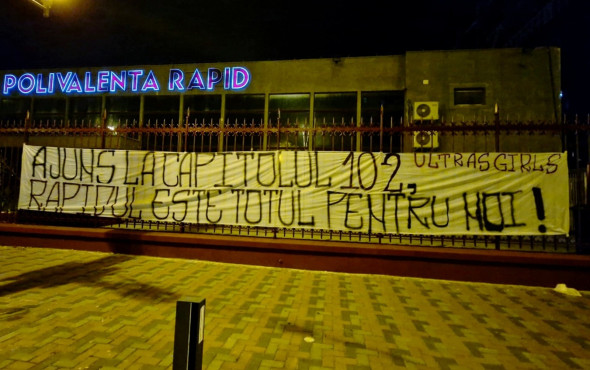 POLIVALENTA RAPID
AJUNS LA CAPITOLUL 102,
ULTRAS GIRLS
RAPIDUL ESTE TOTUL PENTRU NOI!